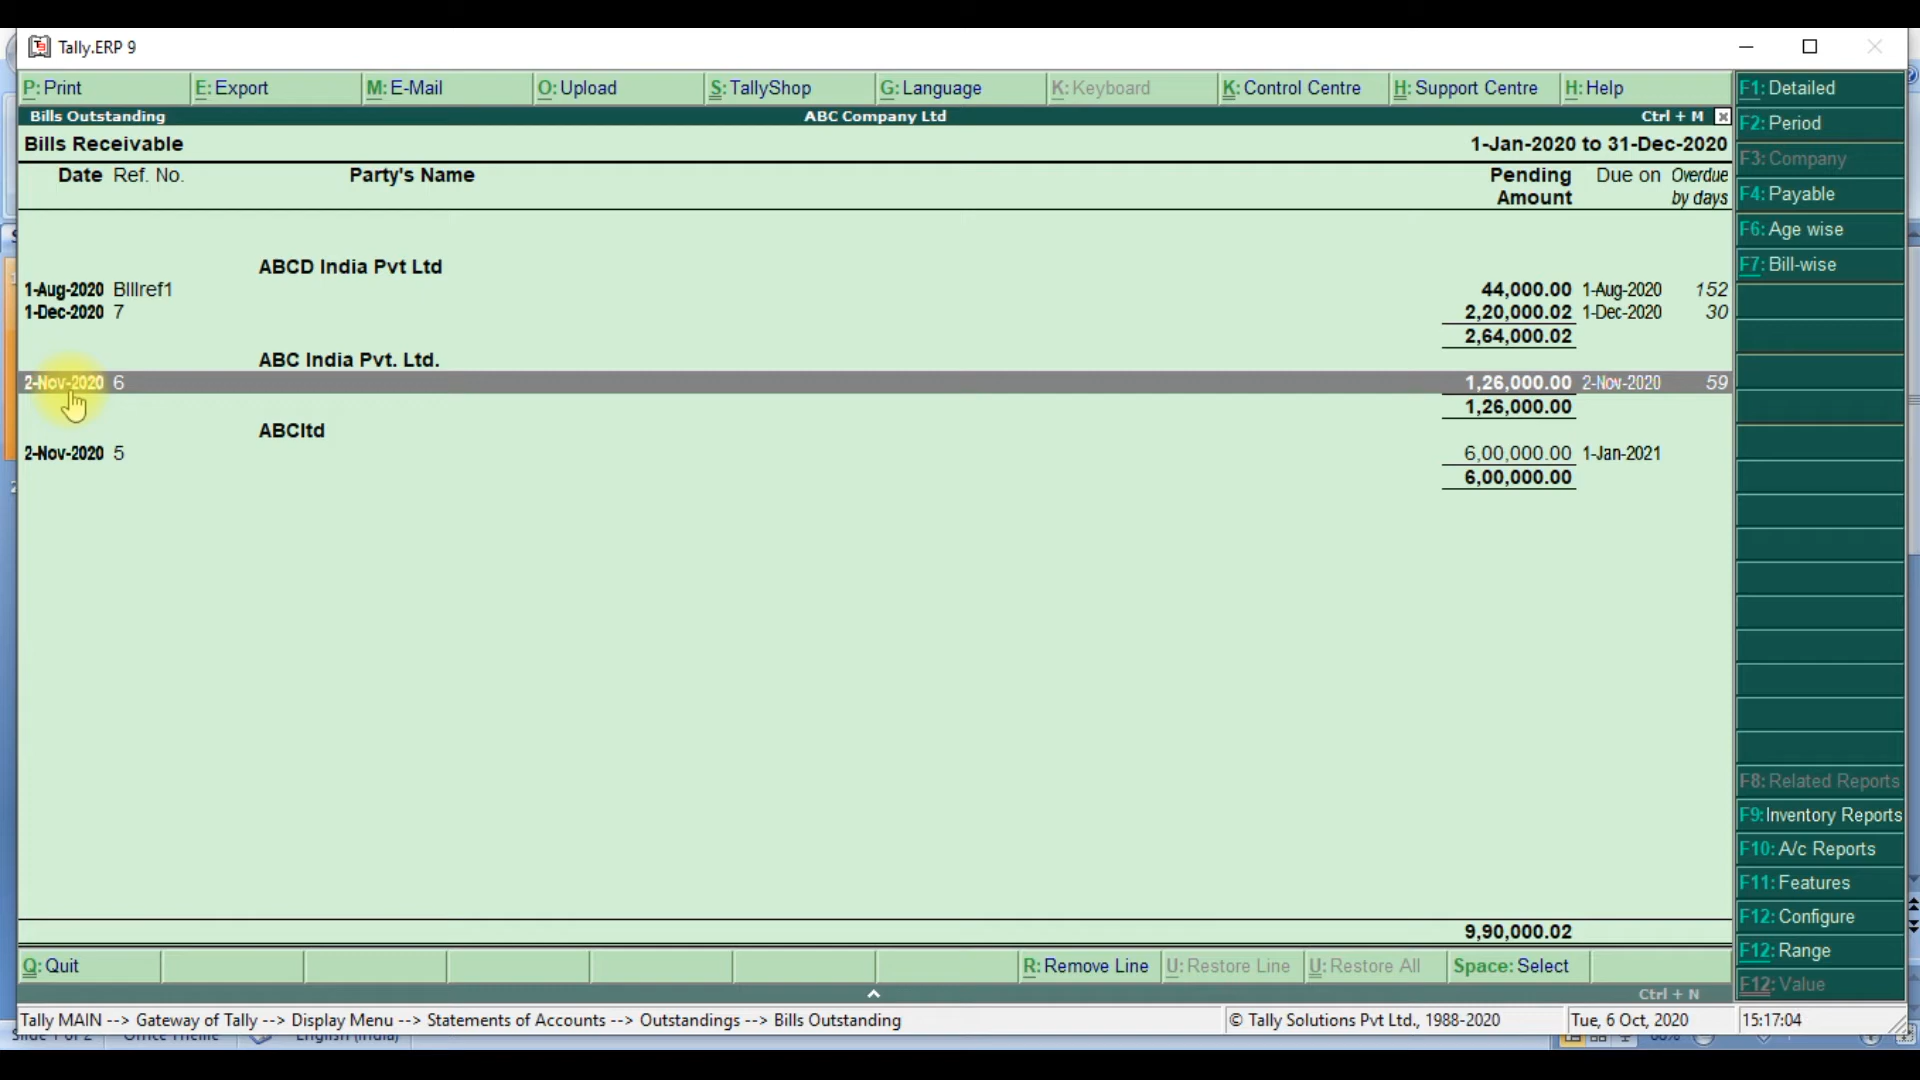 Tally.ERP 9
P: Print E: Export M: E-Mail O: Upload S: TallyShop G: Language K: Keyboard K: Control Centre H: Support Centre H: Help
Bills Outstanding ABC Company Ltd Ctrl + M
Bills Receivable 1-Jan-2020 to 31-Dec-2020
Date Ref. No. Party's Name Pending Amount Due on Overdue by days
ABCD India Pvt Ltd
1-Aug-2020 BIllref1 44,000.00 1-Aug-2020 152
1-Dec-2020 7 2,20,000.02 1-Dec-2020 30
2,64,000.02
ABC India Pvt. Ltd.
2-Nov-2020 6 1,26,000.00 2-Nov-2020 59
1,26,000.00
ABCltd
2-Nov-2020 5 6,00,000.00 1-Jan-2021
6,00,000.00
9,90,000.02
F1: Detailed
F2: Period
F3: Company
F4: Payable
F6: Age wise
F7: Bill-wise
F8: Related Reports
F9: Inventory Reports
F10: A/c Reports
F11: Features
F12: Configure
F12: Range
F12: Value
Q: Quit R: Remove Line U: Restore Line U: Restore All Space: Select
Ctrl + N
Tally MAIN --> Gateway of Tally --> Display Menu --> Statements of Accounts --> Outstandings --> Bills Outstanding © Tally Solutions Pvt Ltd., 1988-2020 Tue, 6 Oct, 2020 15:17:04